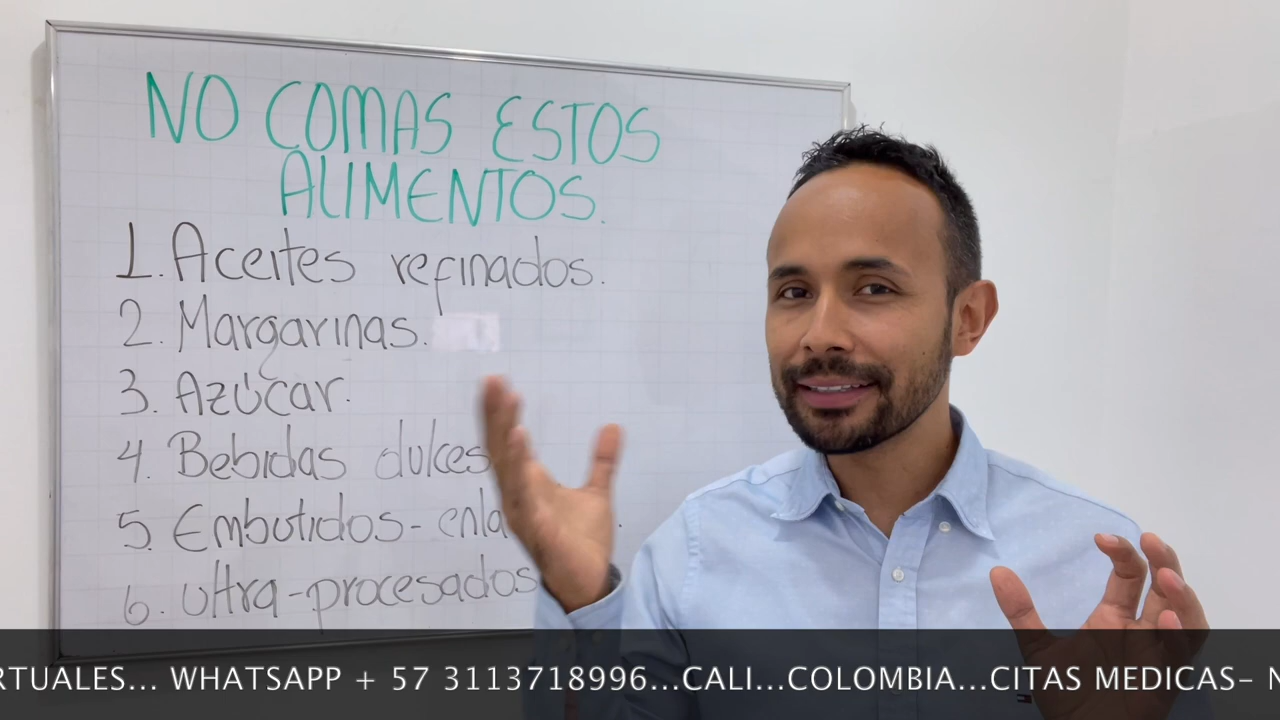 NO COMAS ESTOS
ALIMENTOS.
1. Aceites refinados.
2. Margarinas.
3. Azúcar.
4. Bebidas dulces
5. Embutidos - enla
6. ultra-procesados
RTUALES... WHATSAPP + 57 3113718996...CALI...COLOMBIA...CITAS MEDICAS– N